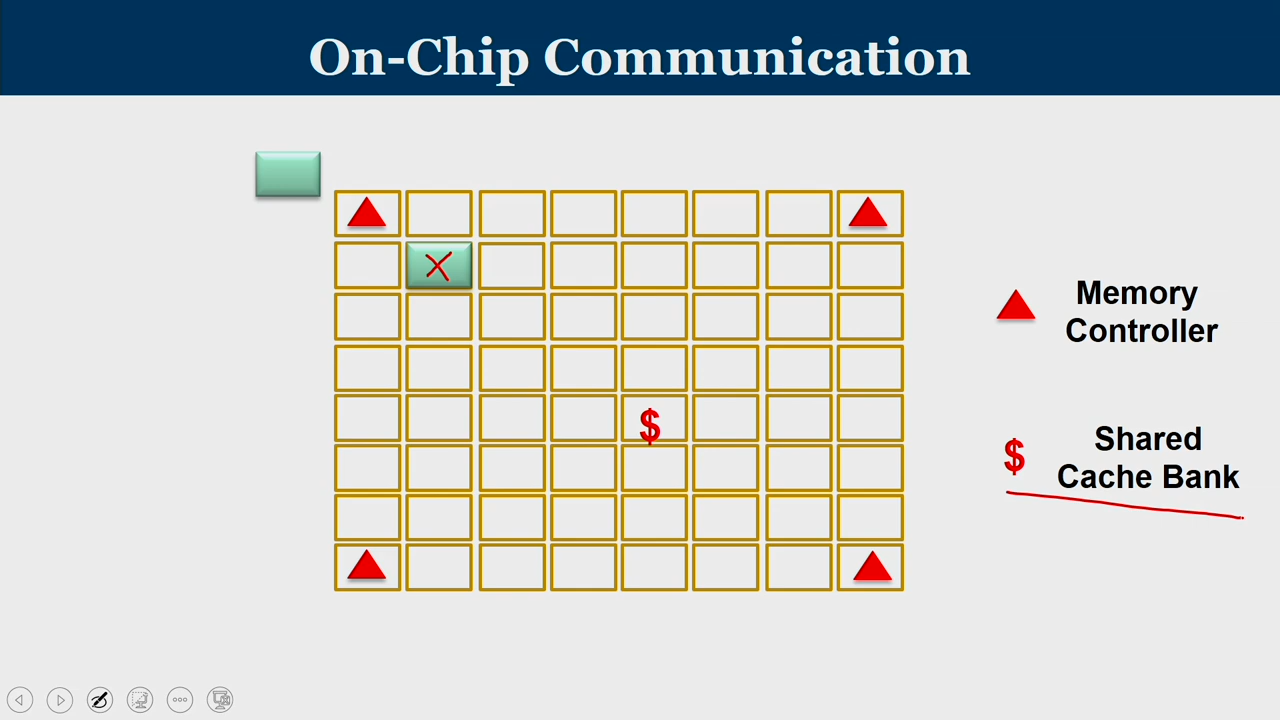 On-Chip Communication
X
Memory
Controller
$
$
Shared
Cache Bank